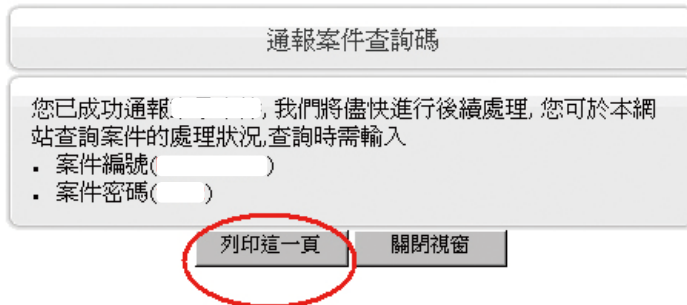 通報案件查詢碼
您已成功通報, 我們將儘快進行後續處理, 您可於本網
站查詢案件的處理狀況,查詢時需輸入
▪ 案件編號( )
▪ 案件密碼( )
列印這一頁 關閉視窗